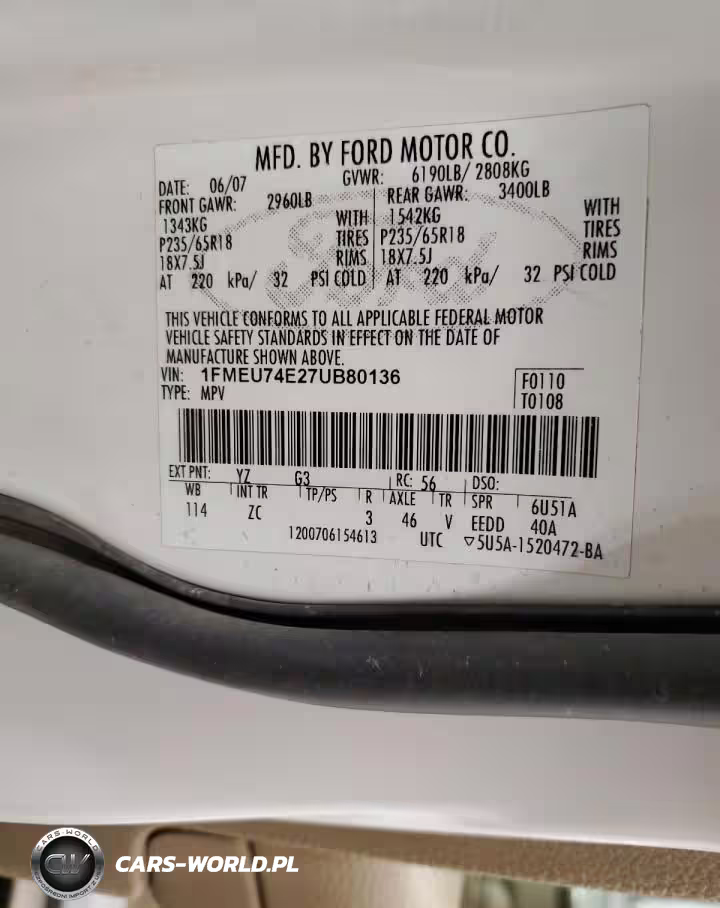 MFD. BY FORD MOTOR CO.
DATE: 06/07 GVWR: 6190LB/ 2808KG
FRONT GAWR: 2960LB REAR GAWR: 3400LB
1343KG WITH 1542KG WITH
P235/65R18 TIRES P235/65R18 TIRES
18X7.5J RIMS 18X7.5J RIMS
AT 220 kPa/ 32 PSI COLD AT 220 kPa/ 32 PSI COLD
THIS VEHICLE CONFORMS TO ALL APPLICABLE FEDERAL MOTOR
VEHICLE SAFETY STANDARDS IN EFFECT ON THE DATE OF
MANUFACTURE SHOWN ABOVE.
VIN: 1FMEU74E27UB80136 F0110
TYPE: MPV T0108
EXT PNT: YZ G3 RC: 56 DSO:
WB INT TR TP/PS R AXLE TR SPR 6U51A
114 ZC 3 46 V EEDD 40A
1200706154613 UTC ▽5U5A-1520472-BA
Ford
CARS-WORLD
CW
CARS-WORLD.PL